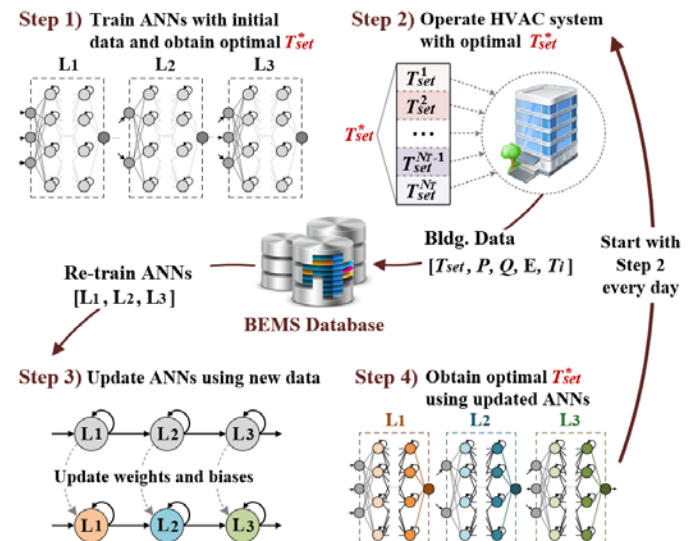 Step 1) Train ANNs with initial
data and obtain optimal T*set
L1 L2 L3
Step 2) Operate HVAC system
with optimal T*set
T1set
T2set
T*set
...
TNT-1set
TNTset
Bldg. Data
[Tset, P, Q, E, Ti]
Start with
Step 2
every day
Re-train ANNs
[L1, L2, L3]
BEMS Database
Step 3) Update ANNs using new data
L1 L2 L3
Update weights and biases
L1 L2 L3
Step 4) Obtain optimal T*set
using updated ANNs
L1 L2 L3